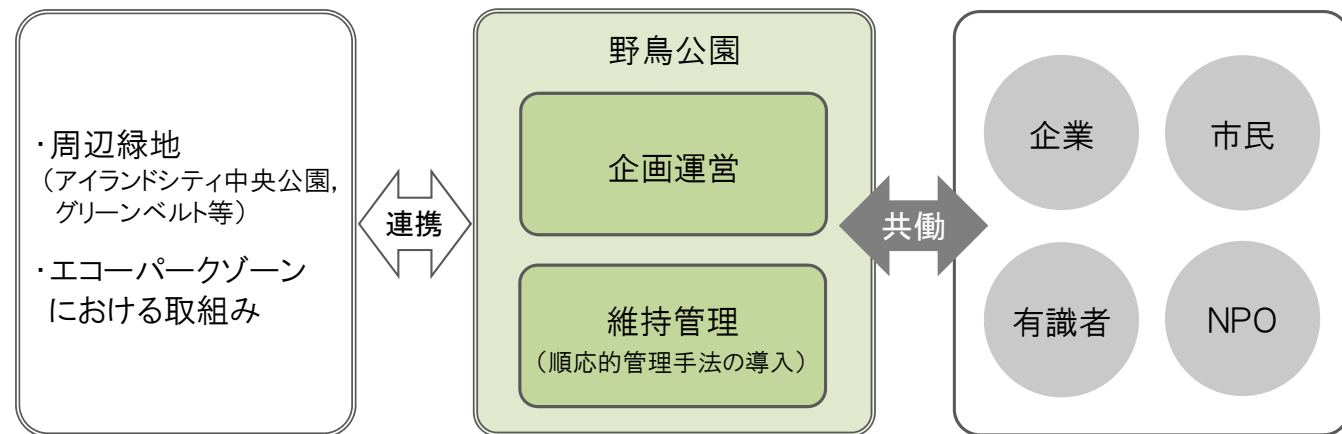 ・周辺緑地
（アイランドシティ中央公園，
グリーンベルト等）
・エコーパークゾーン
における取組み
連携
野鳥公園
企画運営
維持管理
（順応的管理手法の導入）
共働
企業
市民
有識者
NPO